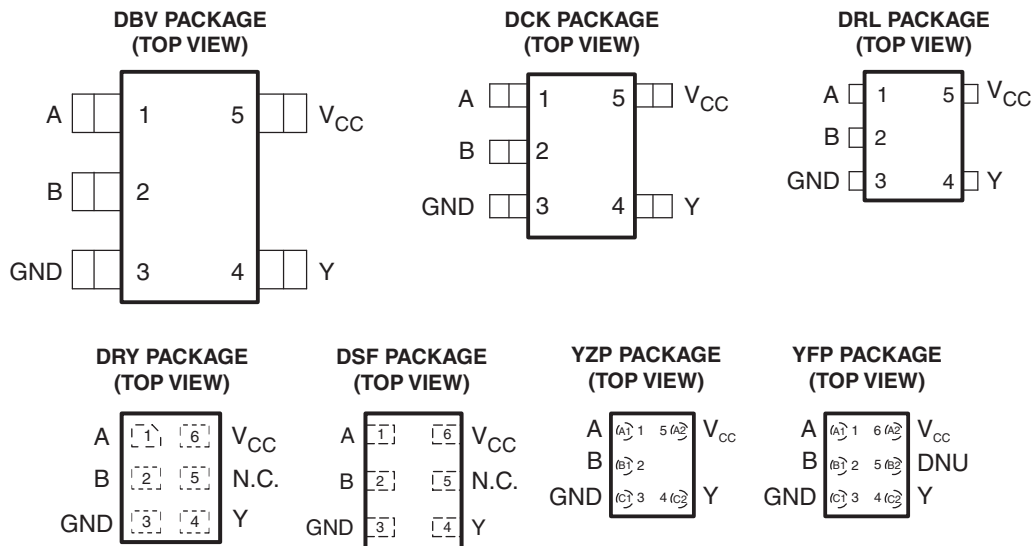 DBV PACKAGE
(TOP VIEW)
A 1 5 VCC
B 2
GND 3 4 Y
DCK PACKAGE
(TOP VIEW)
A 1 5 VCC
B 2
GND 3 4 Y
DRL PACKAGE
(TOP VIEW)
A 1 5 VCC
B 2
GND 3 4 Y
DRY PACKAGE
(TOP VIEW)
A 1 6 VCC
B 2 5 N.C.
GND 3 4 Y
DSF PACKAGE
(TOP VIEW)
A 1 6 VCC
B 2 5 N.C.
GND 3 4 Y
YZP PACKAGE
(TOP VIEW)
A A1 1 5 A2 VCC
B B1 2
GND C1 3 4 C2 Y
YFP PACKAGE
(TOP VIEW)
A A1 1 6 A2 VCC
B B1 2 5 B2 DNU
GND C1 3 4 C2 Y